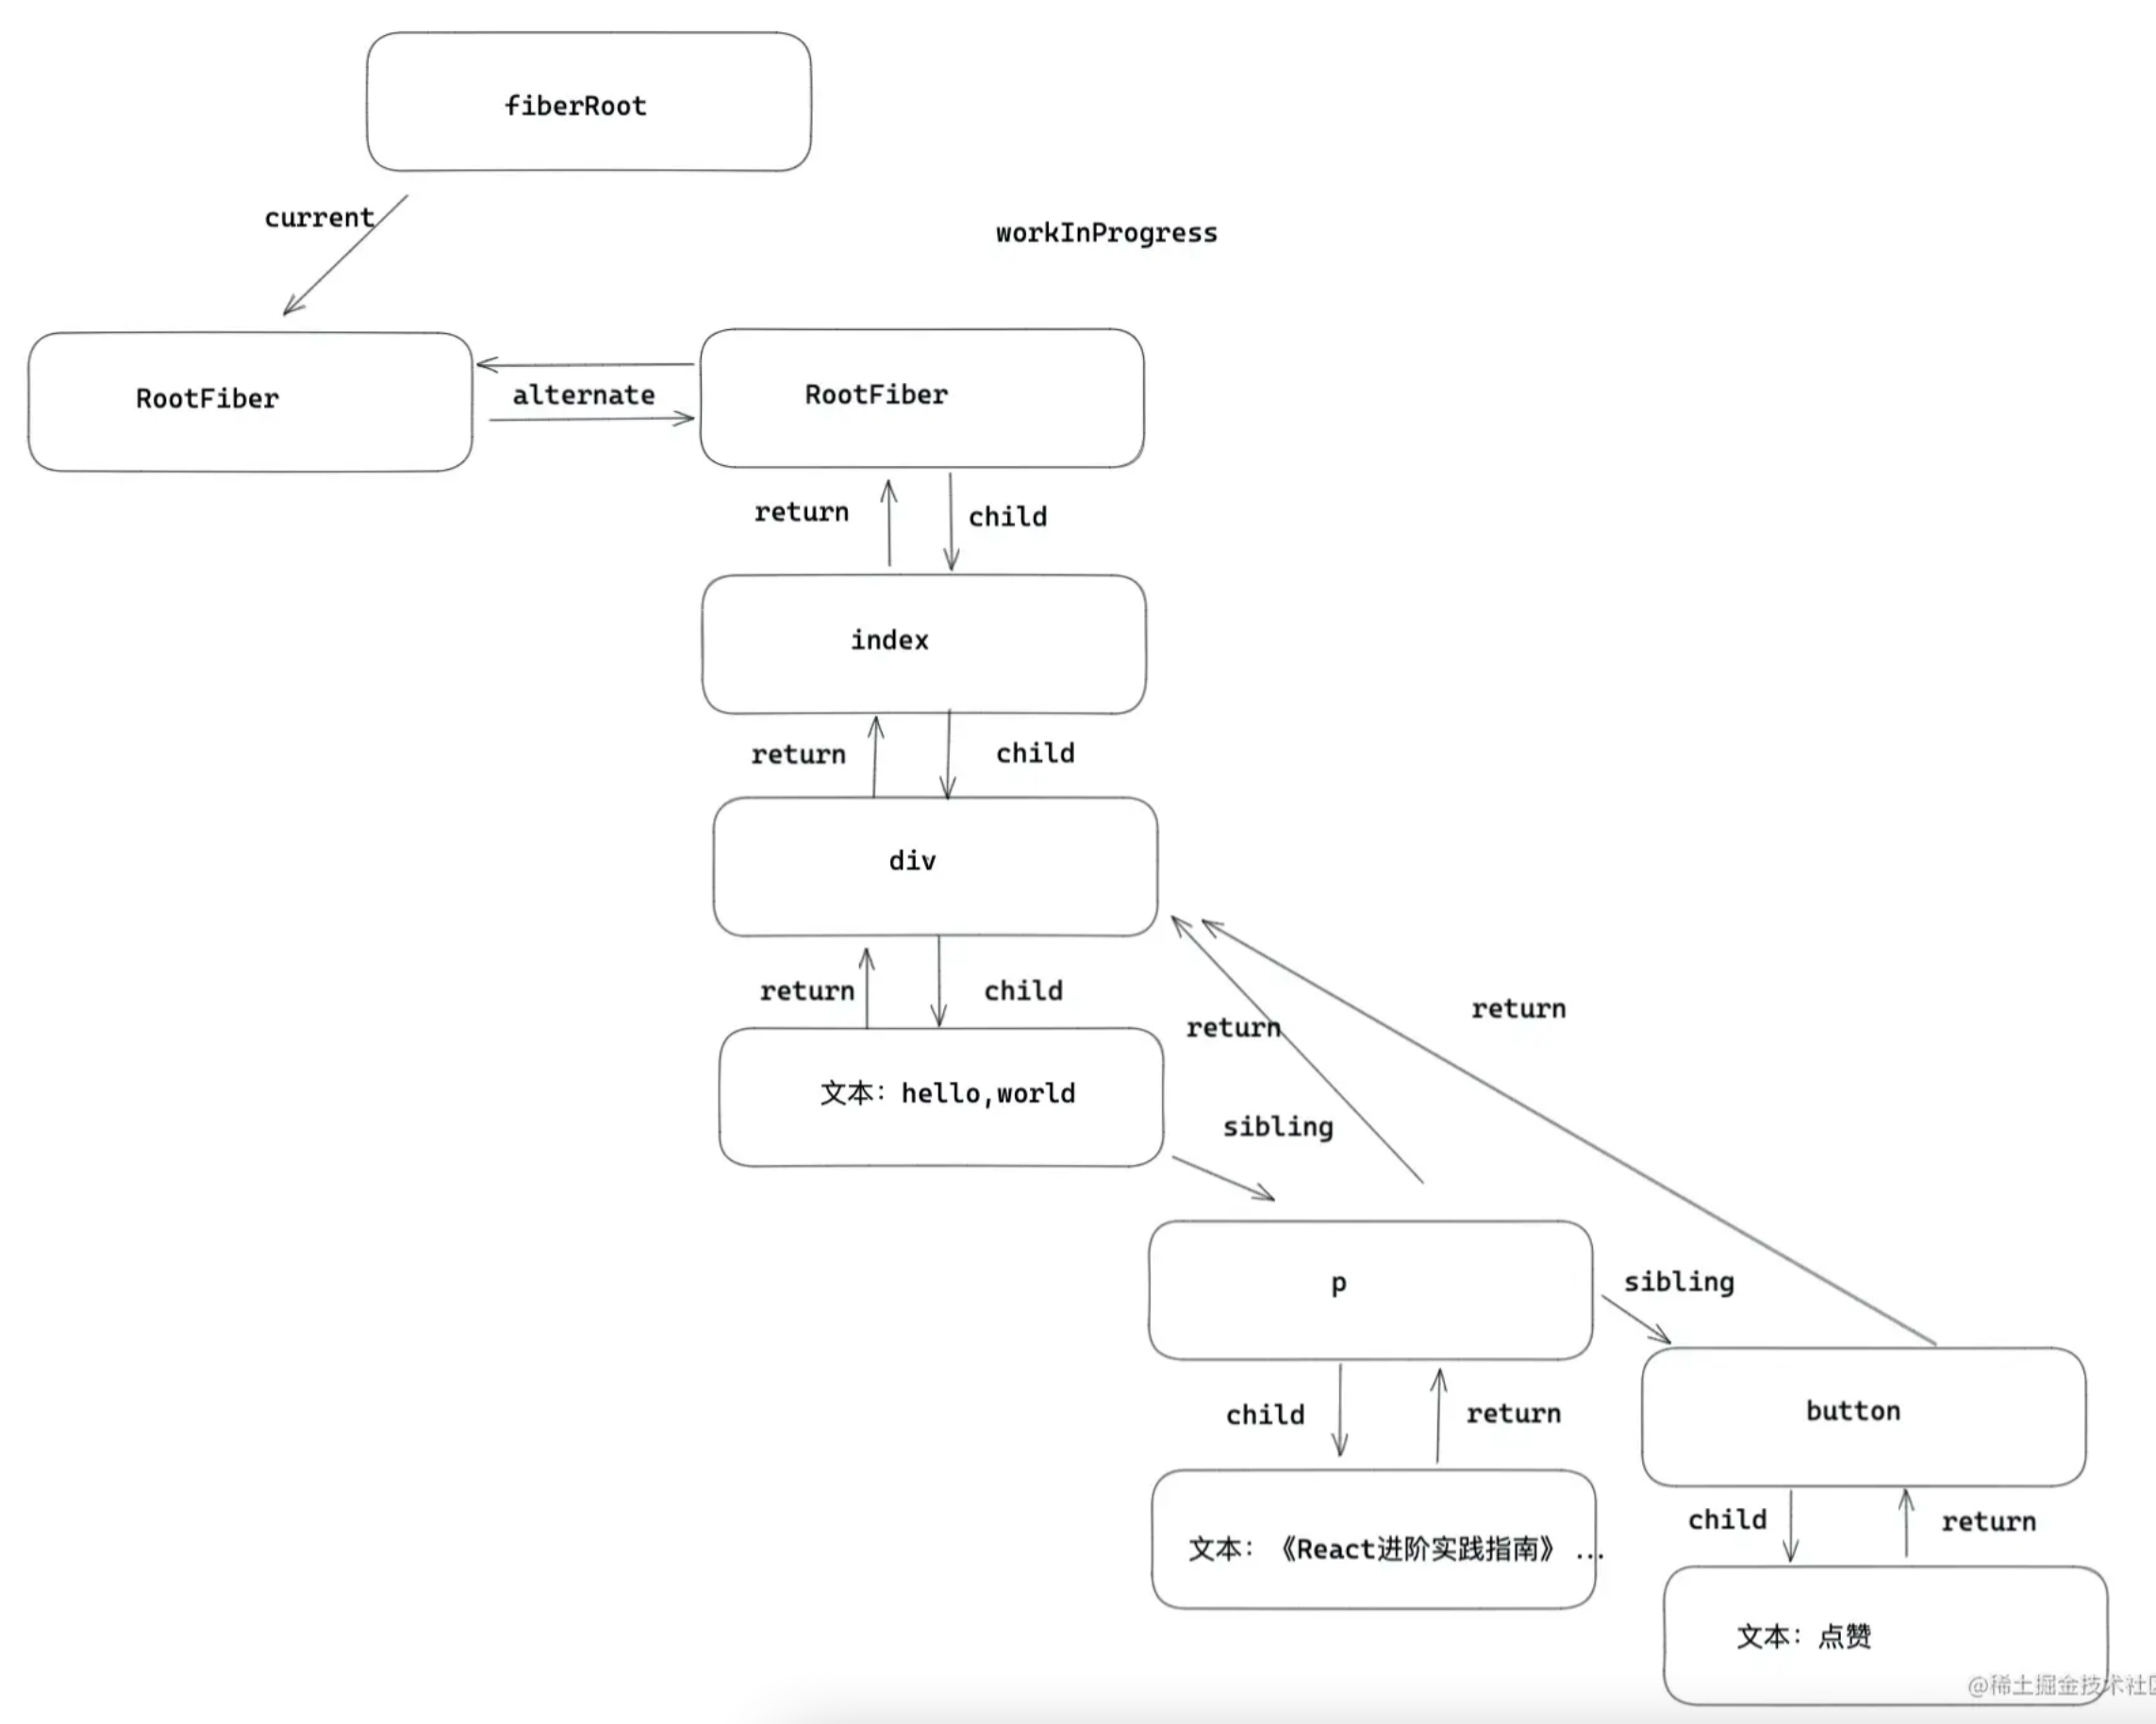 fiberRoot
current
workInProgress
RootFiber
alternate
RootFiber
return
child
index
return
child
div
return
child
return
return
文本：hello,world
sibling
p
sibling
child
return
button
文本：《React进阶实践指南》 ...
child
return
文本：点赞
@稀土掘金技术社区